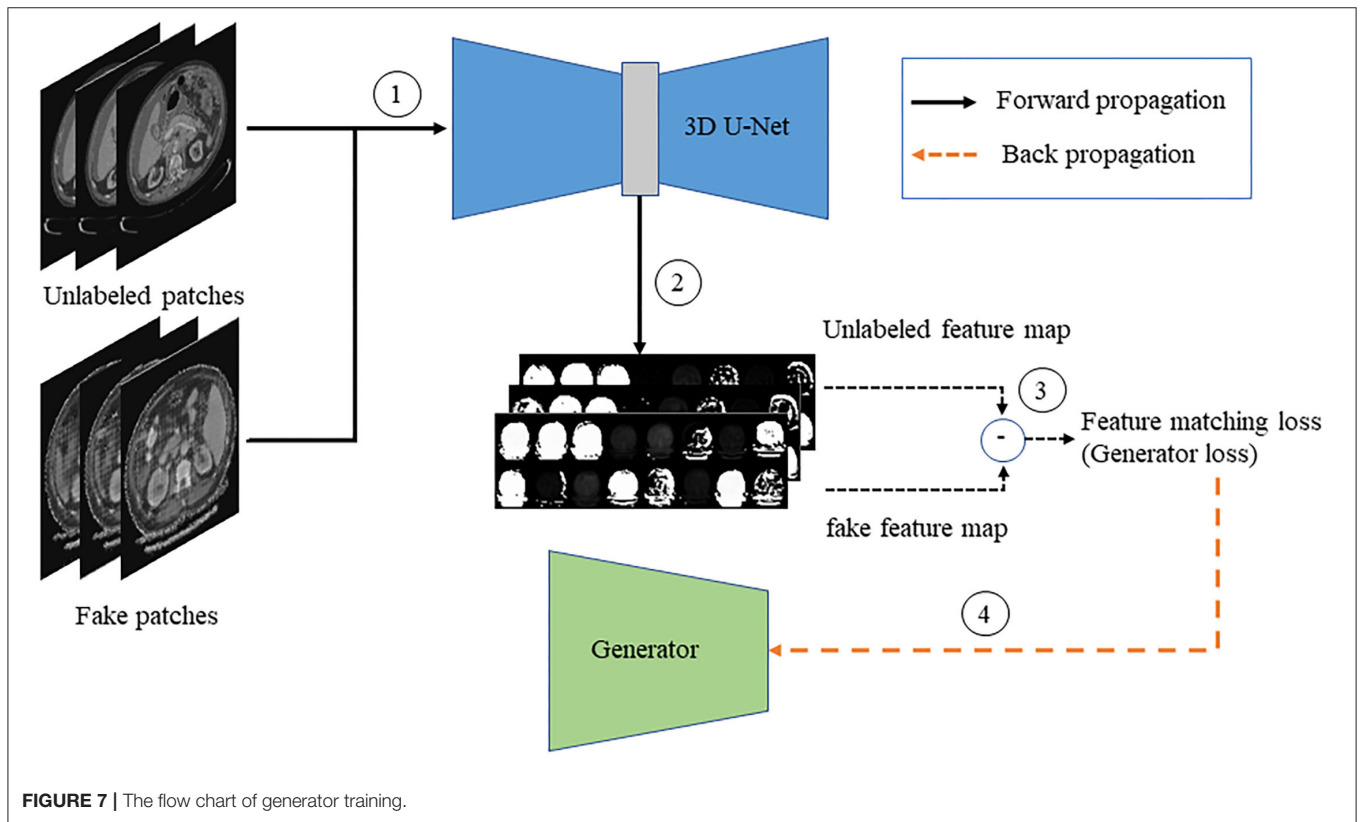 1
3D U-Net
Forward propagation
Back propagation
Unlabeled patches
2
Unlabeled feature map
3
-
Feature matching loss
(Generator loss)
fake feature map
Fake patches
4
Generator
FIGURE 7 | The flow chart of generator training.